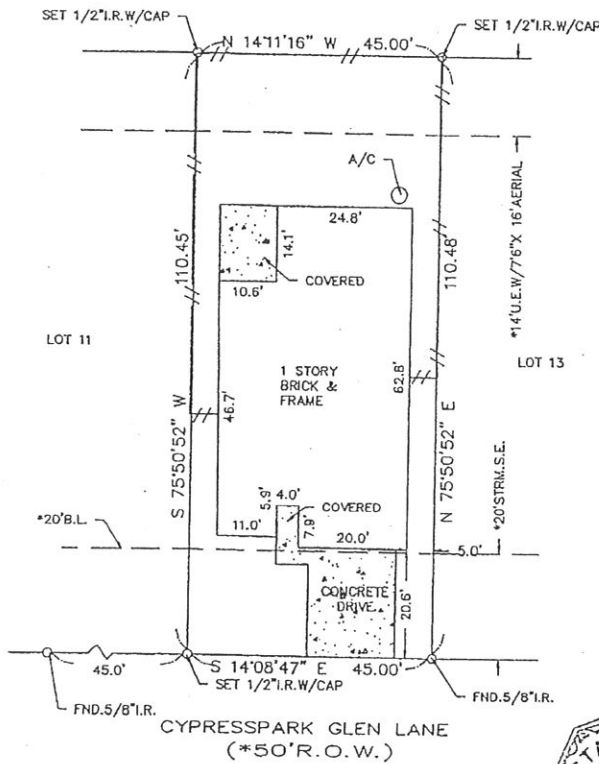 SET 1/2"I.R.W/CAP
SET 1/2"I.R.W/CAP
N 14°11'16" W 45.00'
A/C
*14'U.E.W/7'6"X 16'AERIAL
24.8'
14.1'
COVERED
10.6'
110.45'
110.48'
LOT 11
LOT 13
1 STORY
BRICK &
FRAME
62.8'
46.7'
S 75°50'52" W
N 75°50'52" E
5.9'
4.0'
COVERED
7.9'
*20'B.L.
11.0'
20.0'
5.0'
*20'STRM.S.E.
CONCRETE
DRIVE
20.6'
45.0'
S 14°08'47" E 45.00'
SET 1/2"I.R.W/CAP
FND.5/8"I.R.
FND.5/8"I.R.
CYPRESSPARK GLEN LANE
(*50'R.O.W.)